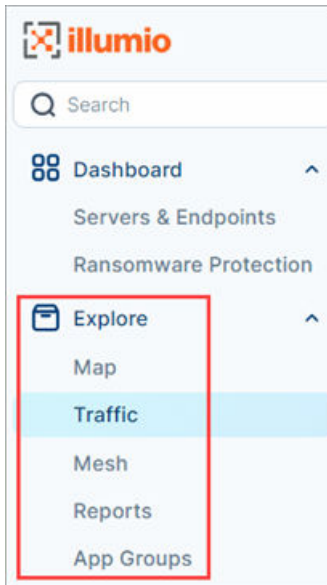 illumio
Search
Dashboard
Servers & Endpoints
Ransomware Protection
Explore
Map
Traffic
Mesh
Reports
App Groups